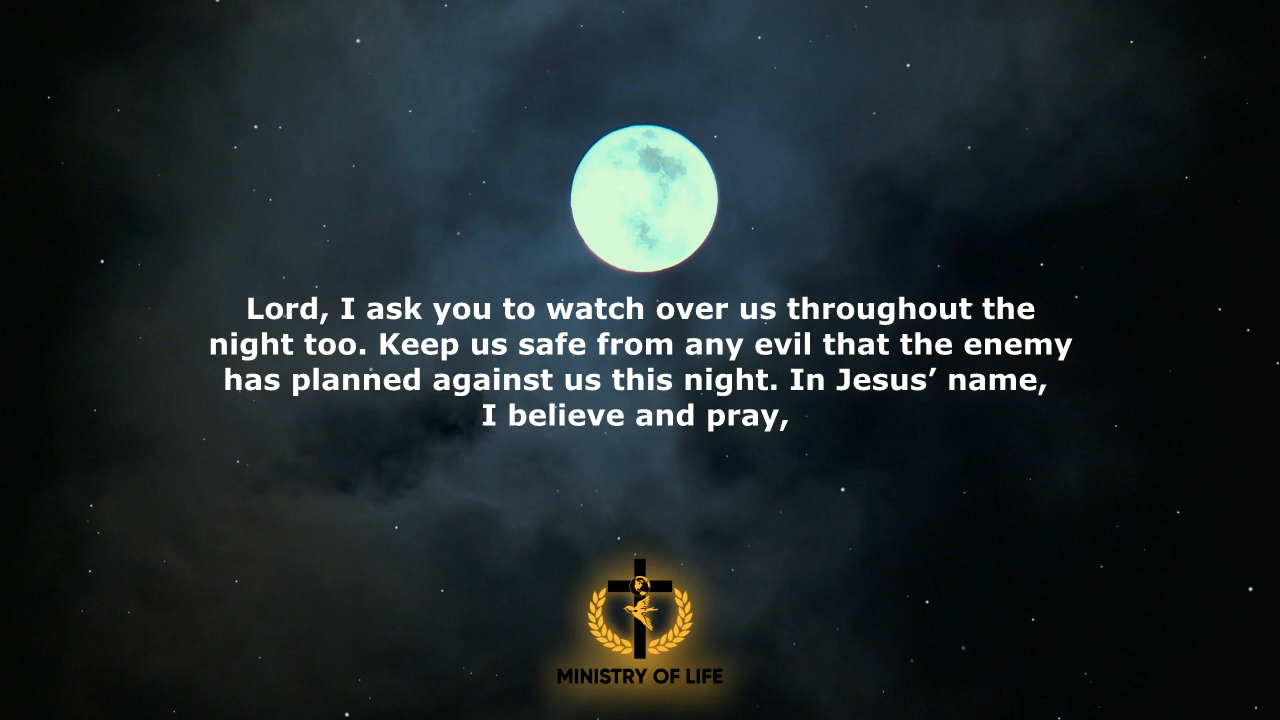 Lord, I ask you to watch over us throughout the
night too. Keep us safe from any evil that the enemy
has planned against us this night. In Jesus’ name,
I believe and pray,
MINISTRY OF LIFE